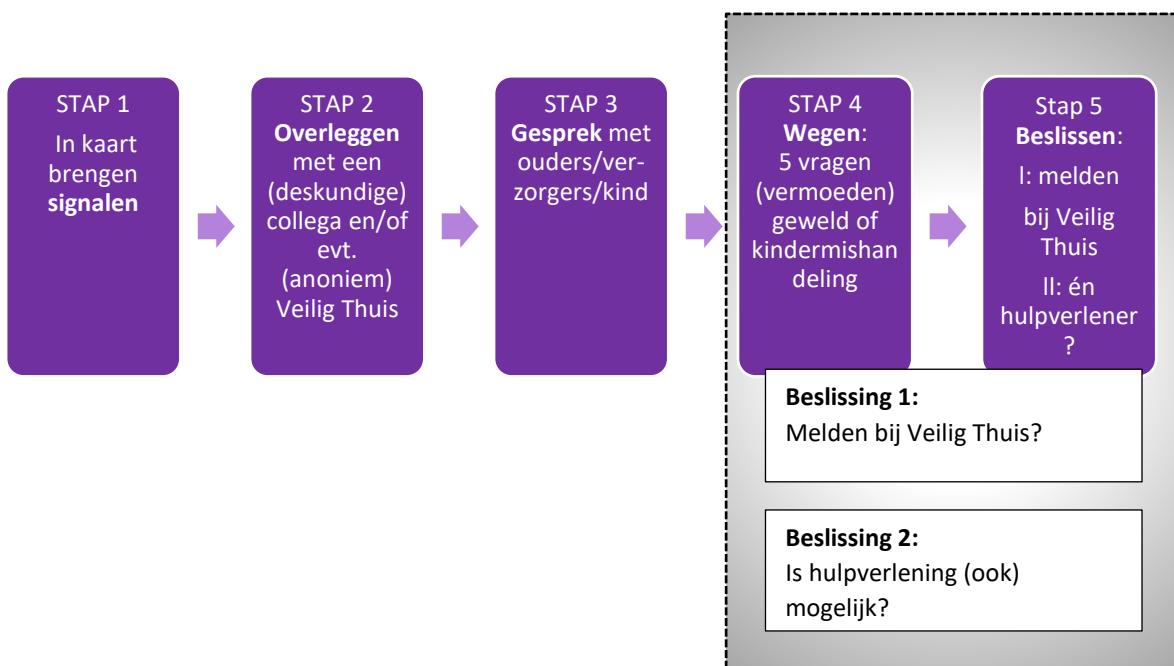 STAP 1
In kaart
brengen
signalen
STAP 2
Overleggen
met een
(deskundige)
collega en/of
evt.
(anoniem)
Veilig Thuis
STAP 3
Gesprek met
ouders/ver-
zorgers/kind
STAP 4
Wegen:
5 vragen
(vermoeden)
geweld of
kindermishan
deling
Stap 5
Beslissen:
l: melden
bij Veilig
Thuis
ll: én
hulpverlener
?
Beslissing 1:
Melden bij Veilig Thuis?
Beslissing 2:
Is hulpverlening (ook)
mogelijk?